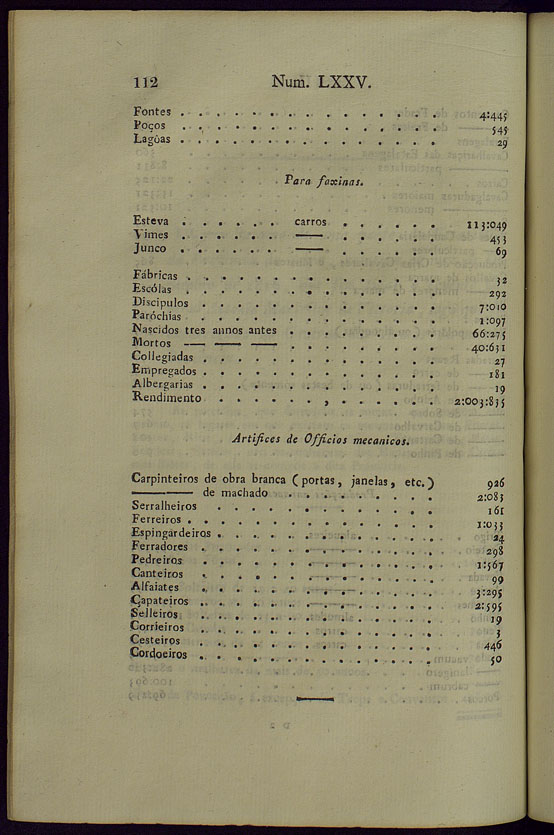 112 Num. LXXV.
Fontes . . . . . . . . . . . . . . 4:445
Poços . . . . . . . . . . . . . . 545
Lagôas . . . . . . . . . . . . . . 29
Para faxinas.
Esteva . . . . . . carros . . . . . . 113:049
Vimes . . . . . . —— . . . . . . 453
Junco . . . . . . —— . . . . . . 69
Fábricas . . . . . . . . . . . . . . 32
Escólas . . . . . . . . . . . . . . 292
Discipulos . . . . . . . . . . . . . 7:010
Paróchias . . . . . . . . . . . . . 1:097
Nascidos tres annos antes . . . . . . . . 66:275
Mortos —— —— —— . . . . . . . . 40:631
Collegiadas . . . . . . . . . . . . . 27
Empregados . . . . . . . . . . . . . 181
Albergarias . . . . . . . . . . . . . 19
Rendimento . . . . . , . . . . . 2:003:835
Artifices de Officios mecanicos.
Carpinteiros de obra branca ( portas, janelas, etc. ) 926
———— de machado . . . . . . . . 2:083
Serralheiros . . . . . . . . . . . . 161
Ferreiros . . . . . . . . . . . . . 1:033
Espingardeiros . . . . . . . . . . . . 24
Ferradores . . . . . . . . . . . . . 298
Pedreiros . . . . . . . . . . . . . 1:567
Canteiros . . . . . . . . . . . . . 99
Alfaiates . . . . . . . . . . . . . 3:295
Çapateiros . . . . . . . . . . . . . 2:595
Selleiros . . . . . . . . . . . . . 19
Corrieiros . . . . . . . . . . . . . 3
Cesteiros . . . . . . . . . . . . . 446
Cordoeiros . . . . . . . . . . . . . 50